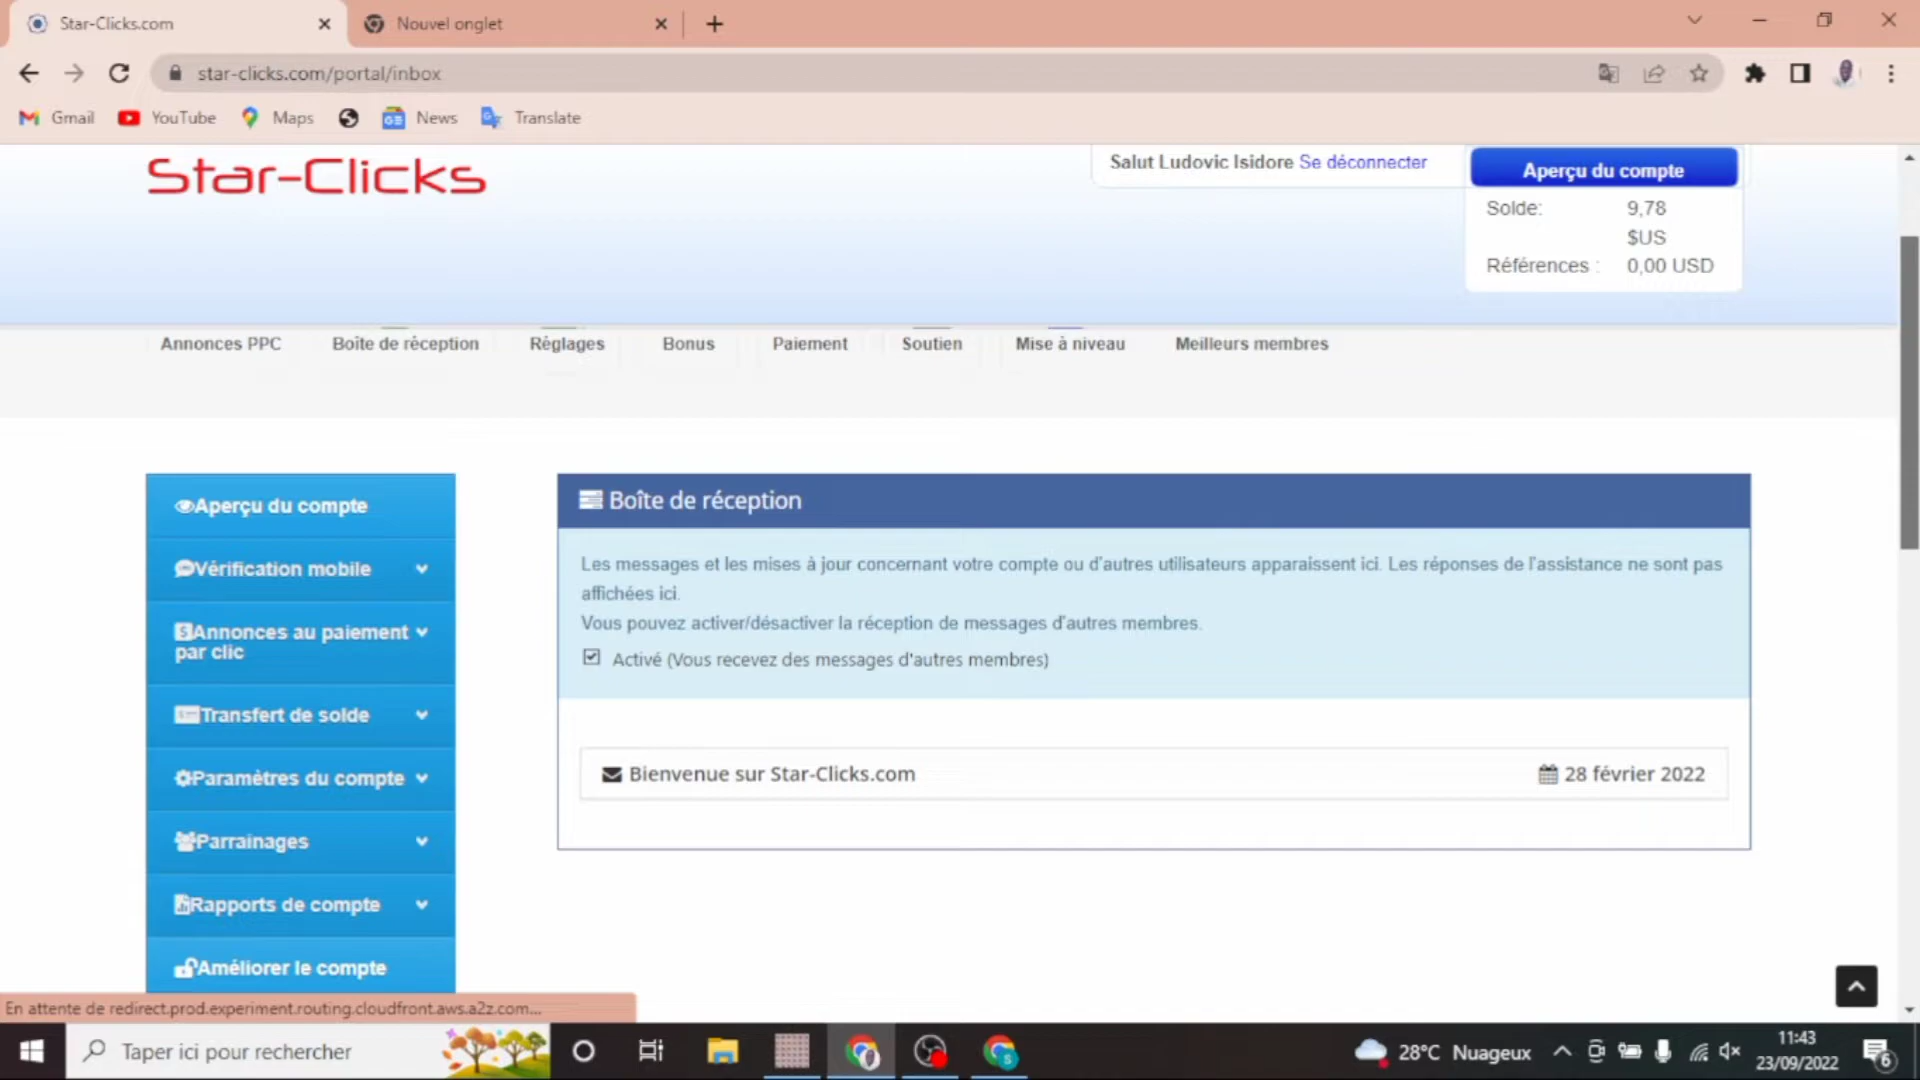 Star-Clicks.com
Nouvel onglet
star-clicks.com/portal/inbox
Gmail
YouTube
Maps
News
Translate
Star-Clicks
Salut Ludovic Isidore Se déconnecter
Aperçu du compte
Solde: 9,78
$US
Références : 0,00 USD
Annonces PPC
Boîte de réception
Réglages
Bonus
Paiement
Soutien
Mise à niveau
Meilleurs membres
Aperçu du compte
Vérification mobile
Annonces au paiement
par clic
Transfert de solde
Paramètres du compte
Parrainages
Rapports de compte
Améliorer le compte
Boîte de réception
Les messages et les mises à jour concernant votre compte ou d'autres utilisateurs apparaissent ici. Les réponses de l'assistance ne sont pas
affichées ici.
Vous pouvez activer/désactiver la réception de messages d'autres membres.
Activé (Vous recevez des messages d'autres membres)
Bienvenue sur Star-Clicks.com
28 février 2022
En attente de redirect.prod.experiment.routing.cloudfront.aws.a2z.com...
Taper ici pour rechercher
28°C Nuageux
11:43
23/09/2022
6